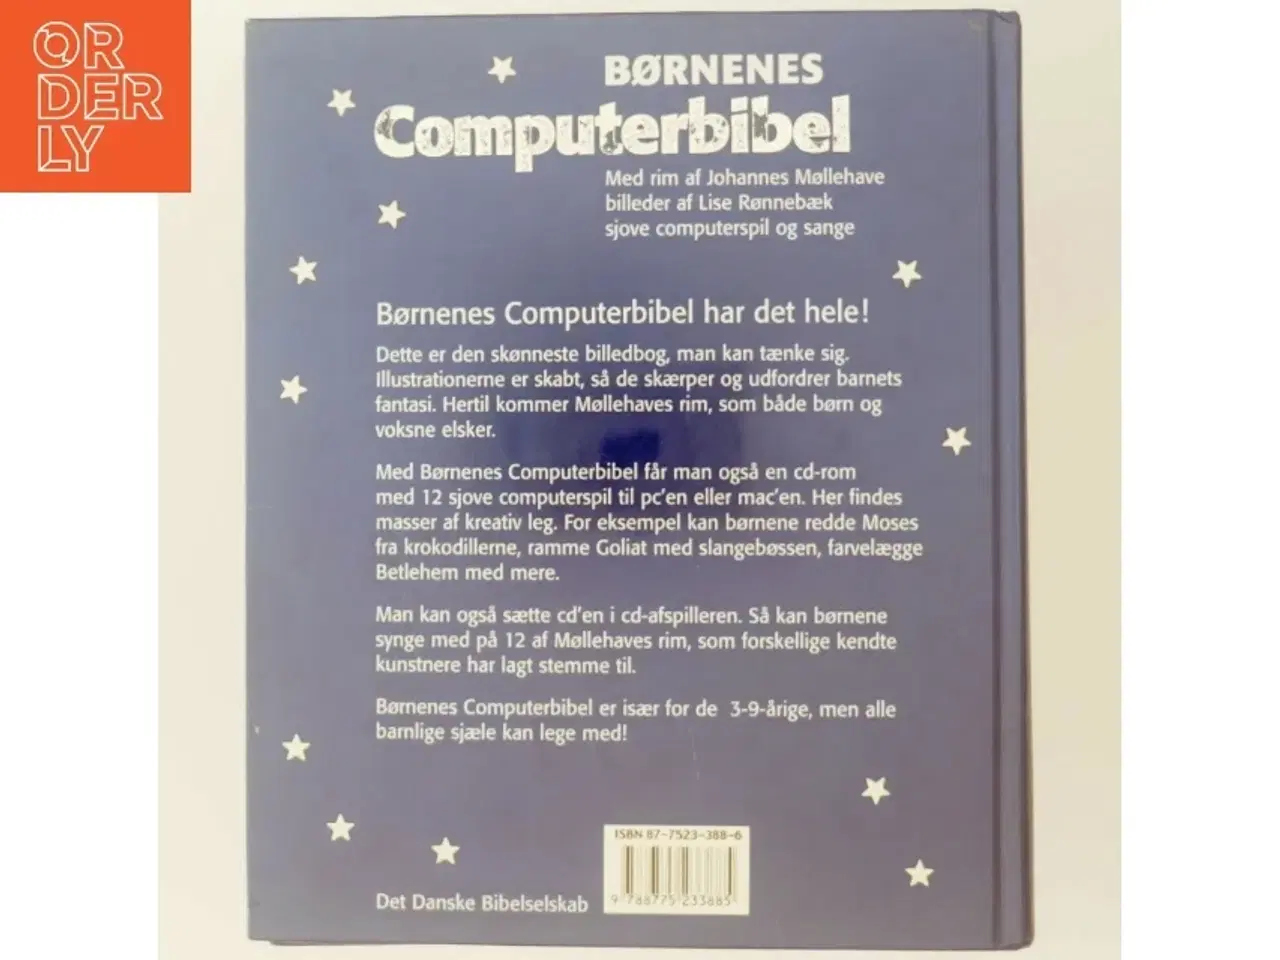 ORDERLY
BØRNENES
Computerbibel
Med rim af Johannes Møllehave
billeder af Lise Rønnebæk
sjove computerspil og sange
Børnenes Computerbibel har det hele!
Dette er den skønneste billedbog, man kan tænke sig.
Illustrationerne er skabt, så de skærper og udfordrer barnets
fantasi. Hertil kommer Møllehaves rim, som både børn og
voksne elsker.
Med Børnenes Computerbibel får man også en cd-rom
med 12 sjove computerspil til pc'en eller mac'en. Her findes
masser af kreativ leg. For eksempel kan børnene redde Moses
fra krokodillerne, ramme Goliat med slangebøssen, farvelægge
Betlehem med mere.
Man kan også sætte cd'en i cd-afspilleren. Så kan børnene
synge med på 12 af Møllehaves rim, som forskellige kendte
kunstnere har lagt stemme til.
Børnenes Computerbibel er især for de 3-9-årige, men alle
barnlige sjæle kan lege med!
ISBN 87-7523-388-6
9 788775 233885
Det Danske Bibelselskab